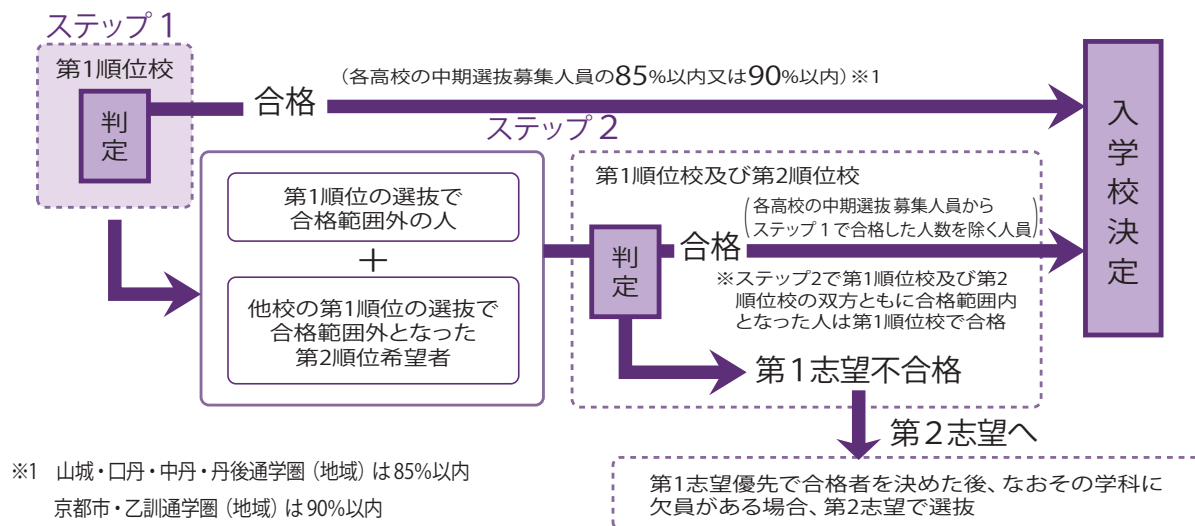 ステップ 1
第1順位校
判定
合格
(各高校の中期選抜募集人員の85%以内又は90%以内)※1
入学校決定
ステップ 2
第1順位の選抜で
合格範囲外の人
+
他校の第1順位の選抜で
合格範囲外となった
第2順位希望者
第1順位校及び第2順位校
判定
合格
(各高校の中期選抜募集人員から
ステップ1で合格した人数を除く人員)
※ステップ2で第1順位校及び第2
順位校の双方ともに合格範囲内
となった人は第1順位校で合格
第1志望不合格
第2志望へ
第1志望優先で合格者を決めた後、なおその学科に
欠員がある場合、第2志望で選抜
※1 山城・口丹・中丹・丹後通学圏(地域)は85%以内
京都市・乙訓通学圏(地域)は90%以内